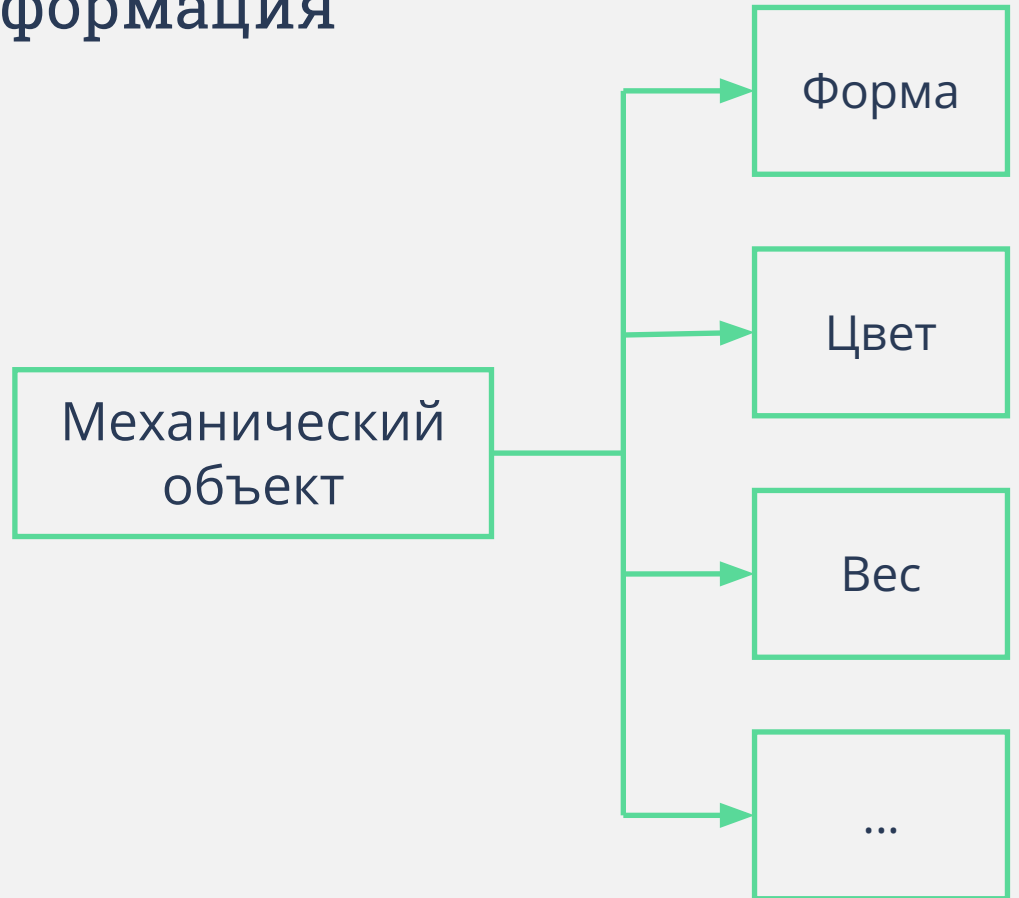 формация
Форма
Цвет
Механический
объект
Вес
...